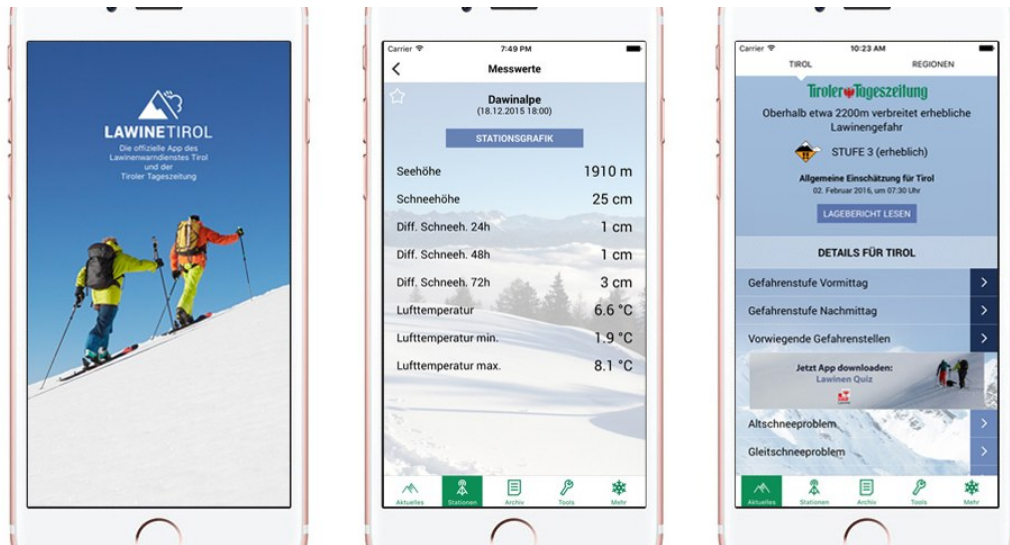 LAWINETIROL
Die offizielle App des
Lawinenwarndienstes Tirol
und der
Tiroler Tageszeitung
Carrier
7:49 PM
Messwerte
Dawinalpe
(18.12.2015 18:00)
STATIONSGRAFIK
Seehöhe 1910 m
Schneehöhe 25 cm
Diff. Schneeh. 24h 1 cm
Diff. Schneeh. 48h 1 cm
Diff. Schneeh. 72h 3 cm
Lufttemperatur 6.6 °C
Lufttemperatur min. 1.9 °C
Lufttemperatur max. 8.1 °C
Aktuelles Stationen Archiv Tools Mehr
Carrier
10:23 AM
TIROL REGIONEN
Tiroler Tageszeitung
Oberhalb etwa 2200m verbreitet erhebliche
Lawinengefahr
STUFE 3 (erheblich)
Allgemeine Einschätzung für Tirol
02. Februar 2016, um 07:30 Uhr
LAGEBERICHT LESEN
DETAILS FÜR TIROL
Gefahrenstufe Vormittag
Gefahrenstufe Nachmittag
Vorwiegende Gefahrenstellen
Jetzt App downloaden:
Lawinen Quiz
Altschneeproblem
Gleitschneeproblem
Aktuelles Stationen Archiv Tools Mehr